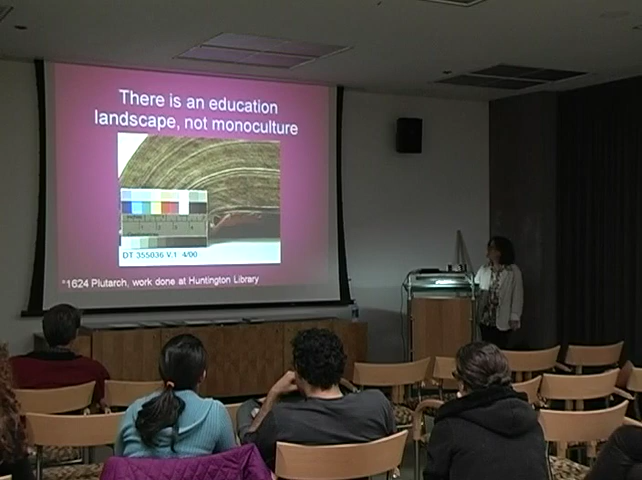 There is an education
landscape, not monoculture
DT 355036 V.1 4/00
*1624 Plutarch, work done at Huntington Library